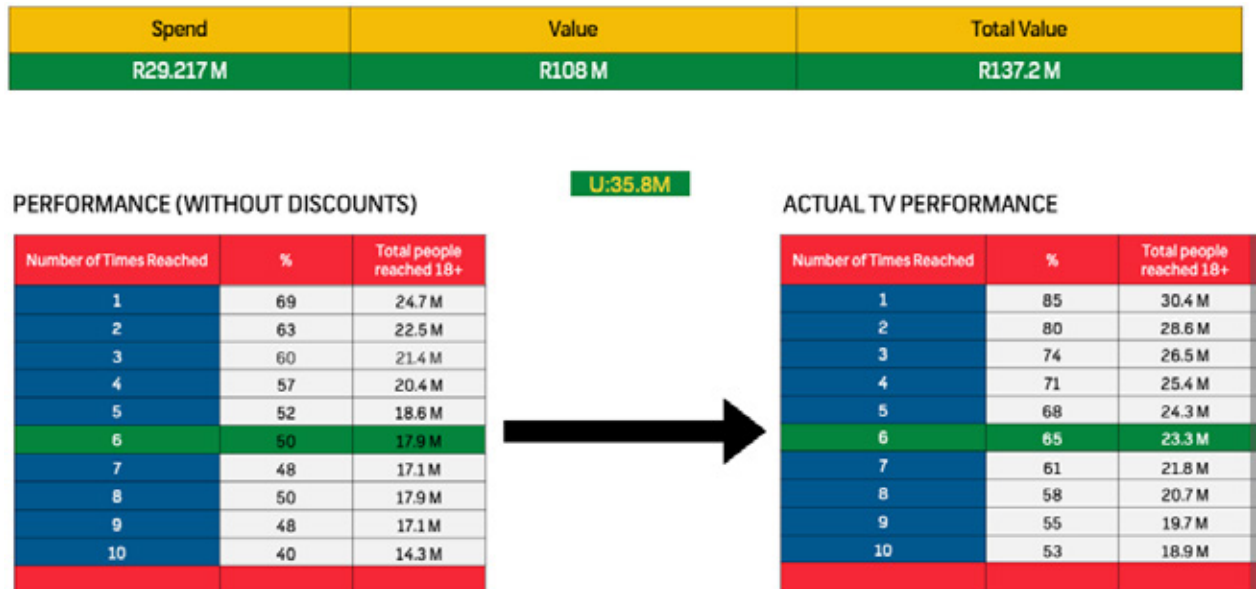 Spend Value Total Value
R29.217 M R108 M R137.2 M
U:35.8M
PERFORMANCE (WITHOUT DISCOUNTS)
Number of Times Reached % Total people reached 18+
1 69 24.7 M
2 63 22.5 M
3 60 21.4 M
4 57 20.4 M
5 52 18.6 M
6 50 17.9 M
7 48 17.1 M
8 50 17.9 M
9 48 17.1 M
10 40 14.3 M
ACTUAL TV PERFORMANCE
Number of Times Reached % Total people reached 18+
1 85 30.4 M
2 80 28.6 M
3 74 26.5 M
4 71 25.4 M
5 68 24.3 M
6 65 23.3 M
7 61 21.8 M
8 58 20.7 M
9 55 19.7 M
10 53 18.9 M